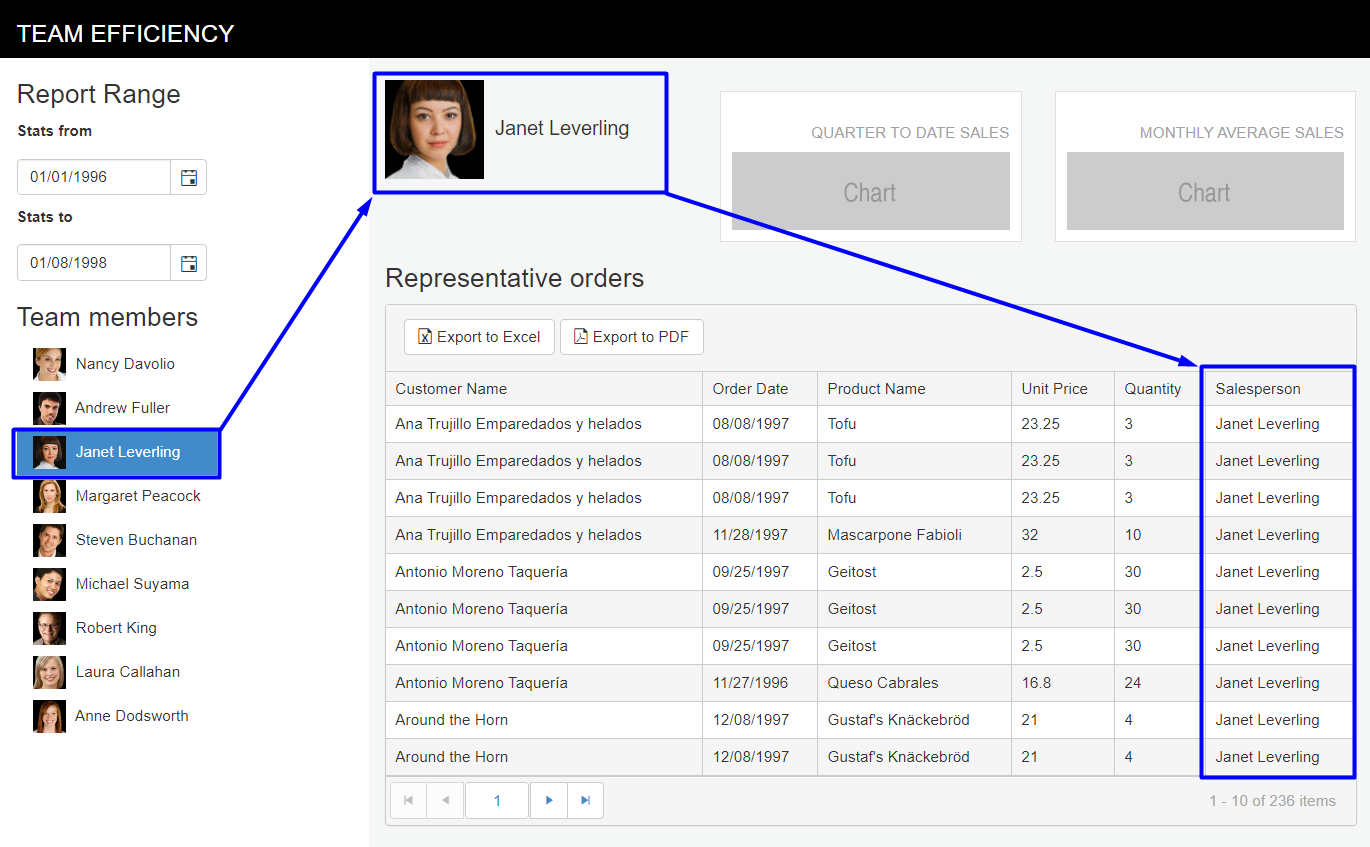 TEAM EFFICIENCY
Report Range
Stats from
01/01/1996
Stats to
01/08/1998
Team members
Nancy Davolio
Andrew Fuller
Janet Leverling
Margaret Peacock
Steven Buchanan
Michael Suyama
Robert King
Laura Callahan
Anne Dodsworth
Janet Leverling
QUARTER TO DATE SALES
Chart
MONTHLY AVERAGE SALES
Chart
Representative orders
Export to Excel Export to PDF
Customer Name Order Date Product Name Unit Price Quantity Salesperson
Ana Trujillo Emparedados y helados 08/08/1997 Tofu 23.25 3 Janet Leverling
Ana Trujillo Emparedados y helados 08/08/1997 Tofu 23.25 3 Janet Leverling
Ana Trujillo Emparedados y helados 08/08/1997 Tofu 23.25 3 Janet Leverling
Ana Trujillo Emparedados y helados 11/28/1997 Mascarpone Fabioli 32 10 Janet Leverling
Antonio Moreno Taquería 09/25/1997 Geitost 2.5 30 Janet Leverling
Antonio Moreno Taquería 09/25/1997 Geitost 2.5 30 Janet Leverling
Antonio Moreno Taquería 09/25/1997 Geitost 2.5 30 Janet Leverling
Antonio Moreno Taquería 11/27/1996 Queso Cabrales 16.8 24 Janet Leverling
Around the Horn 12/08/1997 Gustaf's Knäckebröd 21 4 Janet Leverling
Around the Horn 12/08/1997 Gustaf's Knäckebröd 21 4 Janet Leverling
1 1 - 10 of 236 items